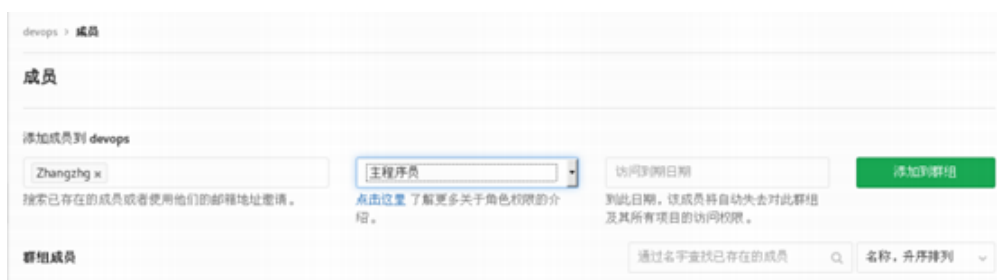 devops > 成员
成员
添加成员到 devops
Zhangzhg × 主程序员 访问到期日期 添加到群组
搜索已存在的成员或者使用他们的邮箱地址邀请。 点击这里 了解更多关于角色权限的介绍。 到此日期，该成员将自动失去对此群组及其所有项目的访问权限。
群组成员 通过名字查找已存在的成员 名称，升序排列